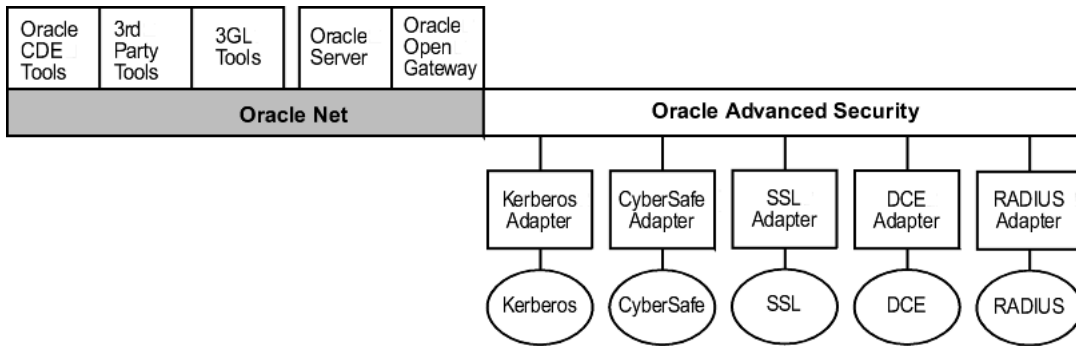 Oracle
CDE
Tools
3rd
Party
Tools
3GL
Tools
Oracle
Server
Oracle
Open
Gateway
Oracle Net
Oracle Advanced Security
Kerberos
Adapter
CyberSafe
Adapter
SSL
Adapter
DCE
Adapter
RADIUS
Adapter
Kerberos
CyberSafe
SSL
DCE
RADIUS